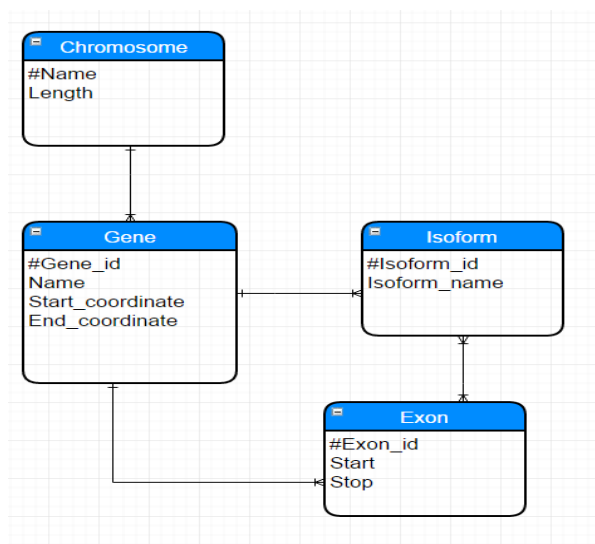 Chromosome
#Name
Length
Gene
#Gene_id
Name
Start_coordinate
End_coordinate
Isoform
#Isoform_id
Isoform_name
Exon
#Exon_id
Start
Stop